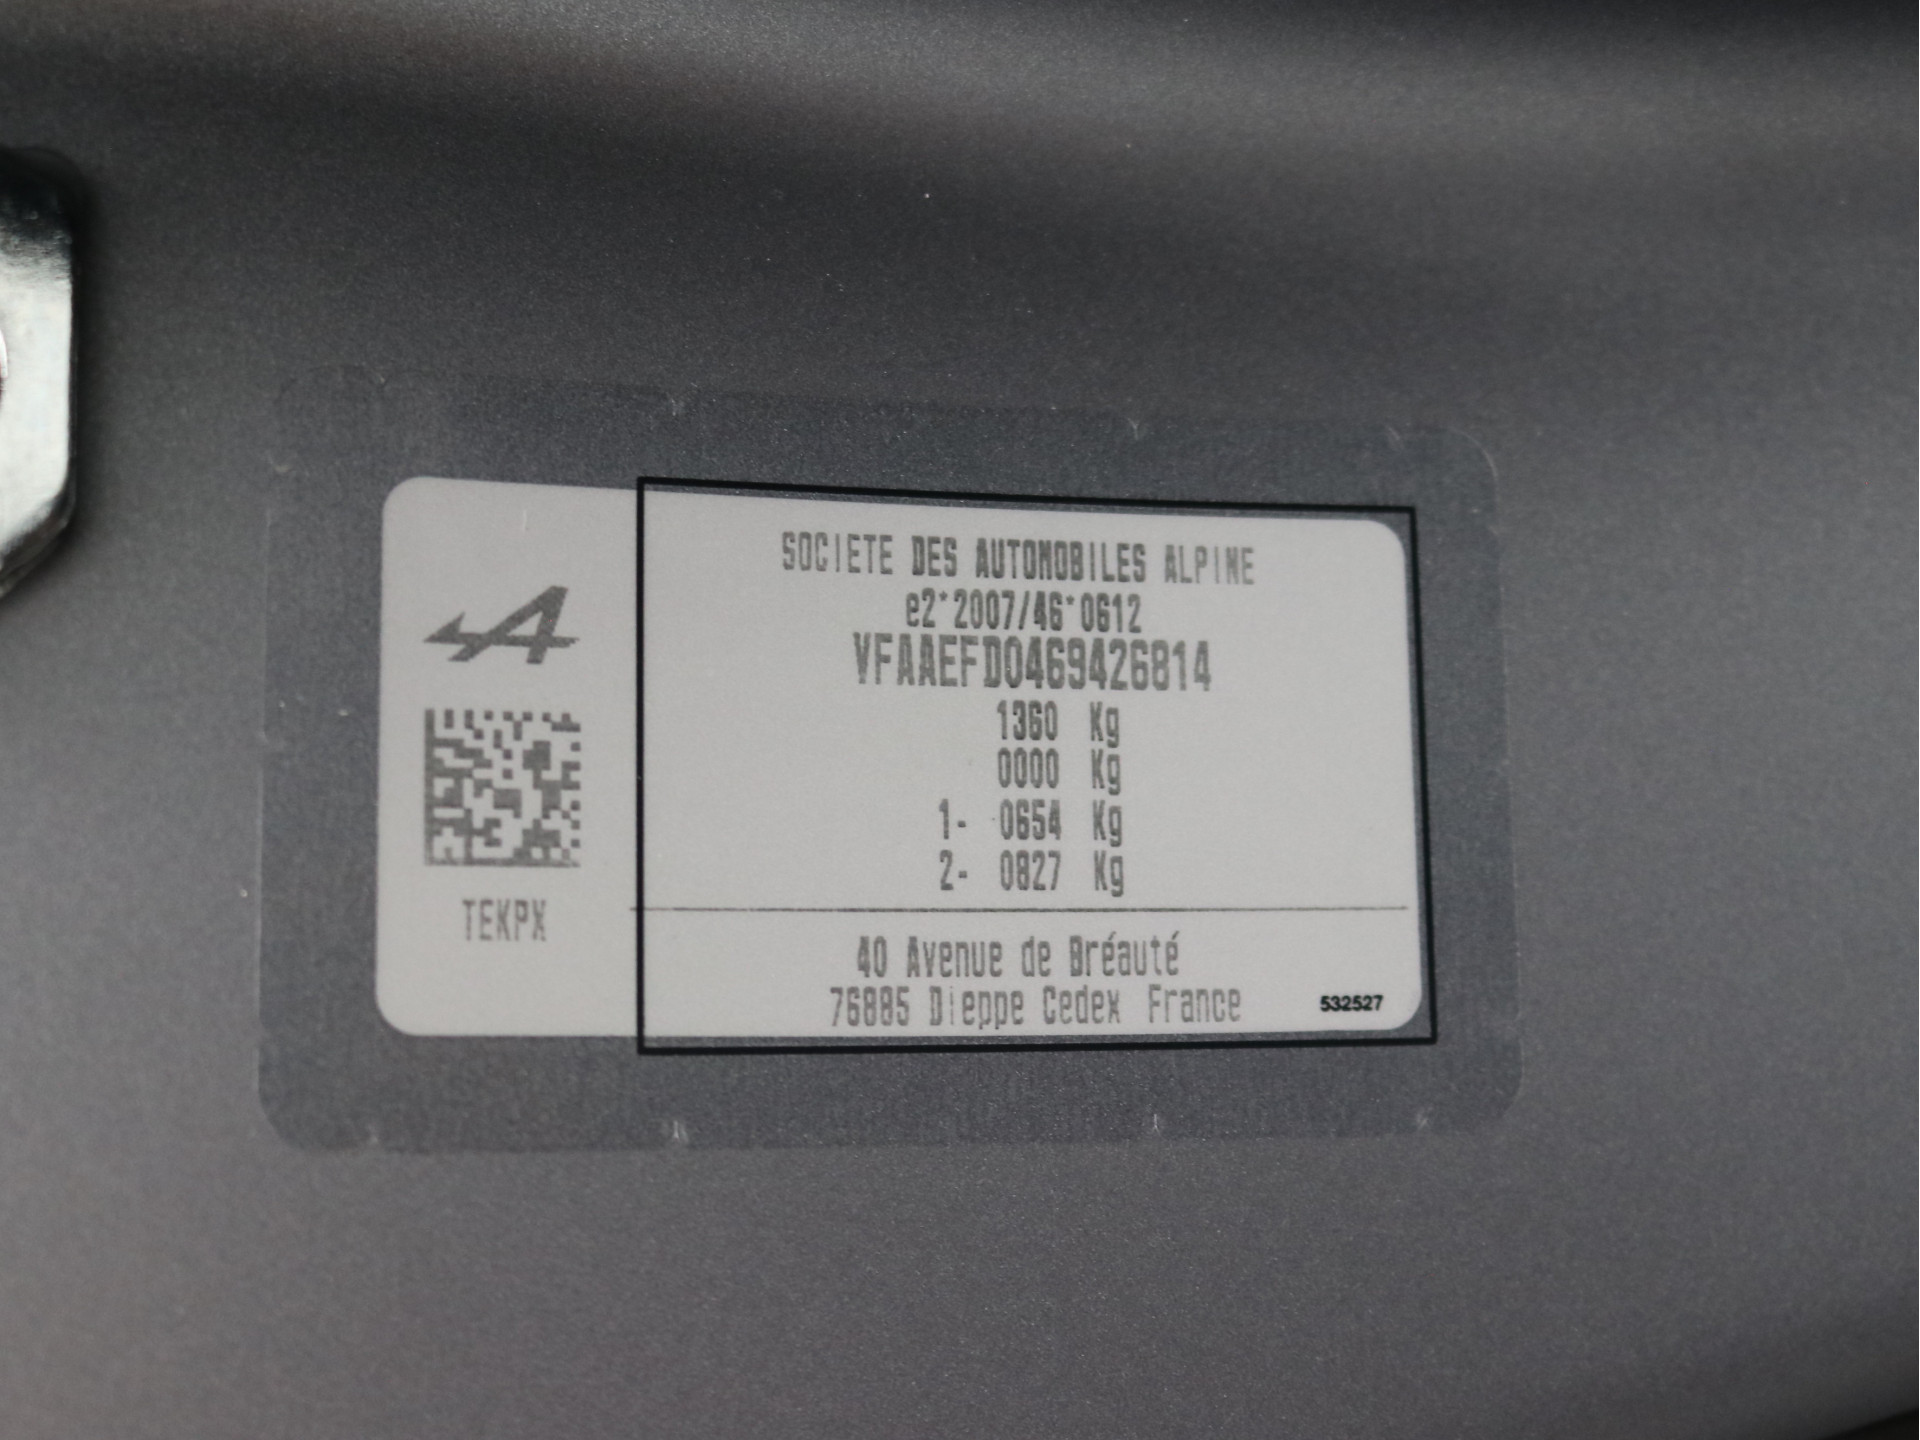 SOCIETE DES AUTOMOBILES ALPINE
e2*2007/46*0612
VFAAEFD0469426814
1360 Kg
0000 Kg
1- 0654 Kg
2- 0827 Kg
TEKPX
40 Avenue de Bréauté
76885 Dieppe Cedex France
532527